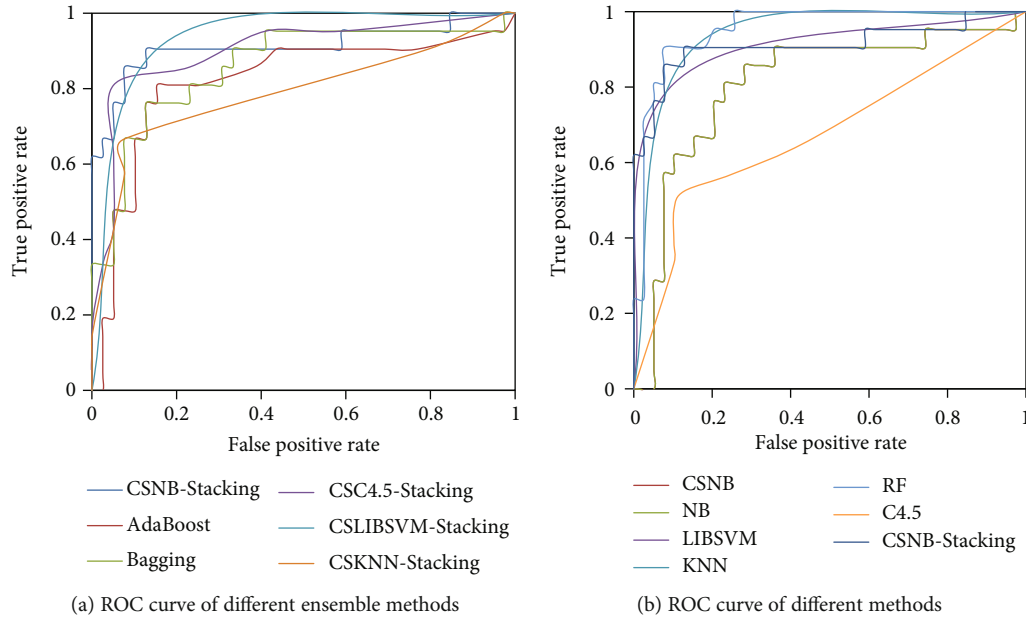 True positive rate
1
0.8
0.6
0.4
0.2
0
0
0.2
0.4
0.6
0.8
1
False positive rate
CSNB-Stacking
AdaBoost
Bagging
CSC4.5-Stacking
CSLIBSVM-Stacking
CSKNN-Stacking
(a) ROC curve of different ensemble methods
True positive rate
1
0.8
0.6
0.4
0.2
0
0
0.2
0.4
0.6
0.8
1
False positive rate
CSNB
NB
LIBSVM
KNN
RF
C4.5
CSNB-Stacking
(b) ROC curve of different methods